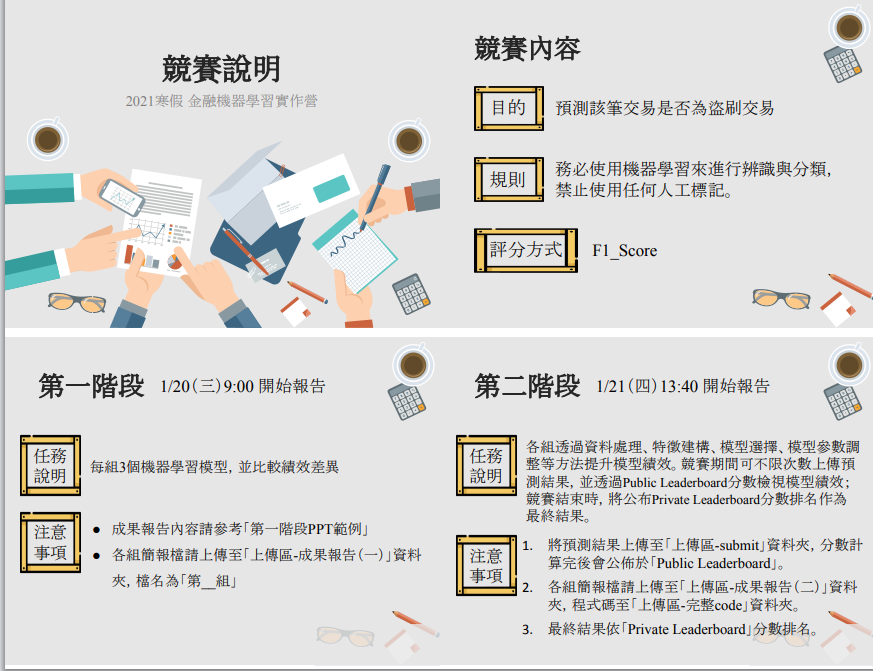 競賽說明
2021寒假 金融機器學習實作營
競賽內容
目的
預測該筆交易是否為盜刷交易
規則
務必使用機器學習來進行辨識與分類，
禁止使用任何人工標記。
評分方式
F1_Score
第一階段 1/20（三）9:00 開始報告
任務
說明
每組3個機器學習模型，並比較績效差異
注意
事項
● 成果報告內容請參考「第一階段PPT範例」
● 各組簡報檔請上傳至「上傳區-成果報告（一）」資料
夾，檔名為「第__組」
第二階段 1/21（四）13:40 開始報告
任務
說明
各組透過資料處理、特徵建構、模型選擇、模型參數調
整等方法提升模型績效。競賽期間可不限次數上傳預
測結果，並透過Public Leaderboard分數檢視模型績效；
競賽結束時，將公布Private Leaderboard分數排名作為
最終結果。
注意
事項
1. 將預測結果上傳至「上傳區-submit」資料夾，分數計
算完後會公佈於「Public Leaderboard」。
2. 各組簡報檔請上傳至「上傳區-成果報告（二）」資料
夾，程式碼至「上傳區-完整code」資料夾。
3. 最終結果依「Private Leaderboard」分數排名。